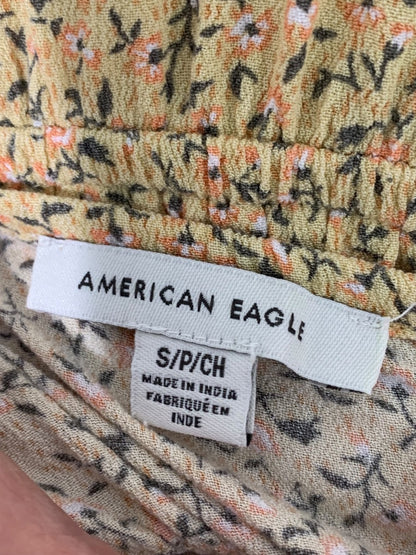 AMERICAN EAGLE
S/P/CH
MADE IN INDIA
FABRIQUÉ EN
INDE